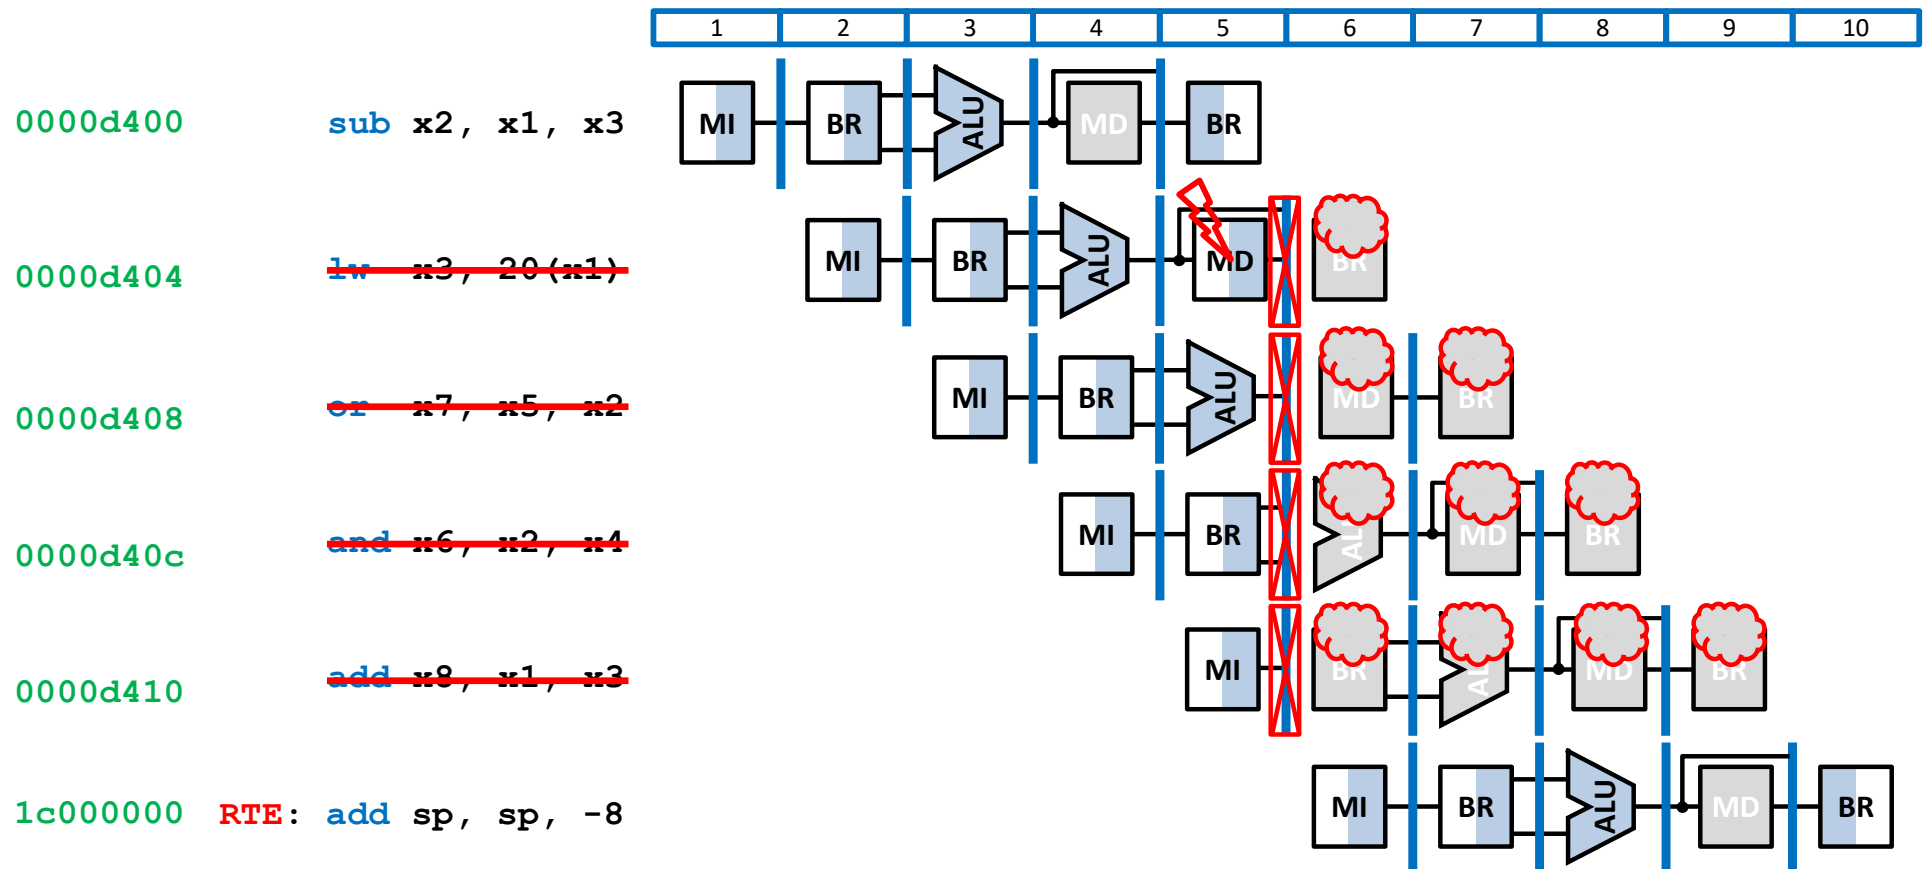 1 2 3 4 5 6 7 8 9 10
0000d400 sub x2, x1, x3 MI BR ALU MD BR
0000d404 lw x3, 20(x1) MI BR ALU MD BR
0000d408 or x7, x5, x2 MI BR ALU MD BR
0000d40c and x6, x2, x4 MI BR ALU MD BR
0000d410 add x8, x1, x3 MI BR ALU MD BR
1c000000 RTE: add sp, sp, -8 MI BR ALU MD BR